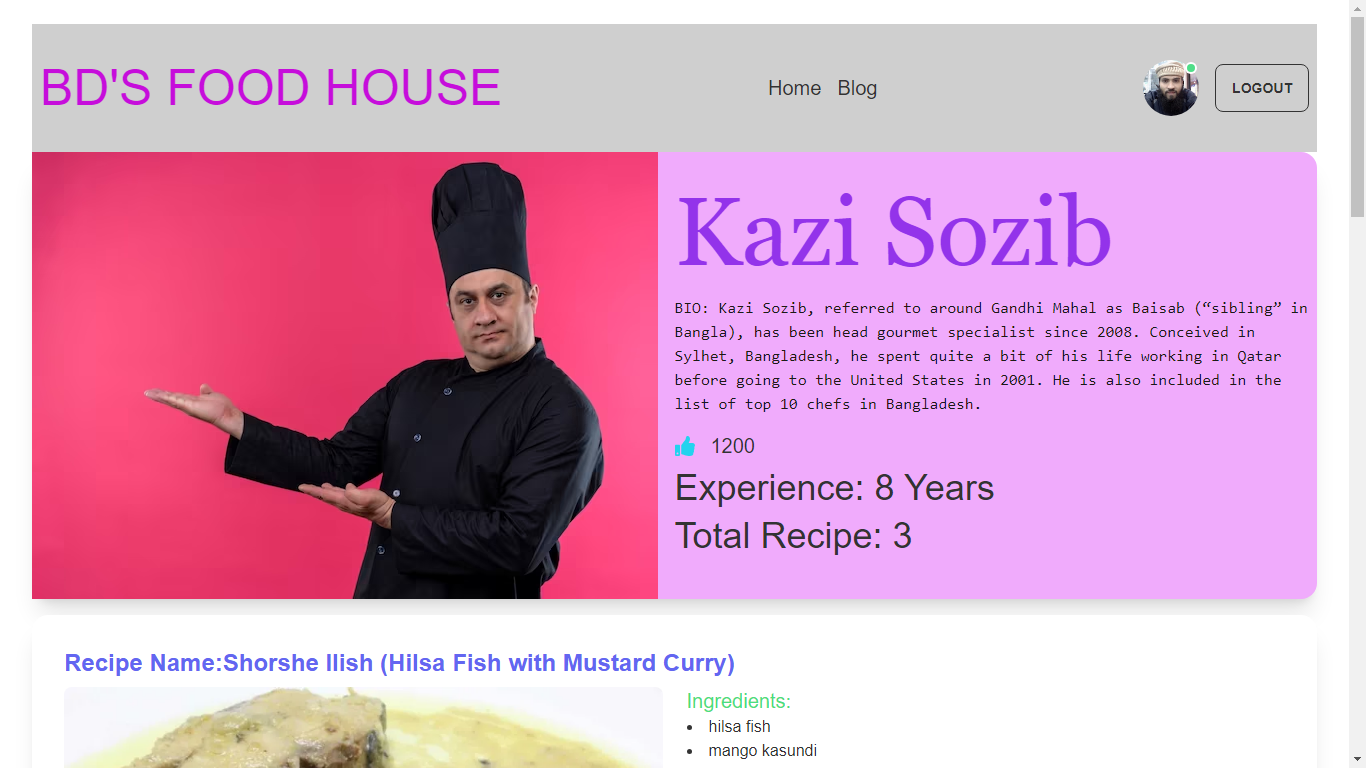 BD'S FOOD HOUSE
Home Blog
LOGOUT
Kazi Sozib
BIO: Kazi Sozib, referred to around Gandhi Mahal as Baisab (“sibling” in
Bangla), has been head gourmet specialist since 2008. Conceived in
Sylhet, Bangladesh, he spent quite a bit of his life working in Qatar
before going to the United States in 2001. He is also included in the
list of top 10 chefs in Bangladesh.
1200
Experience: 8 Years
Total Recipe: 3
Recipe Name:Shorshe Ilish (Hilsa Fish with Mustard Curry)
Ingredients:
• hilsa fish
• mango kasundi